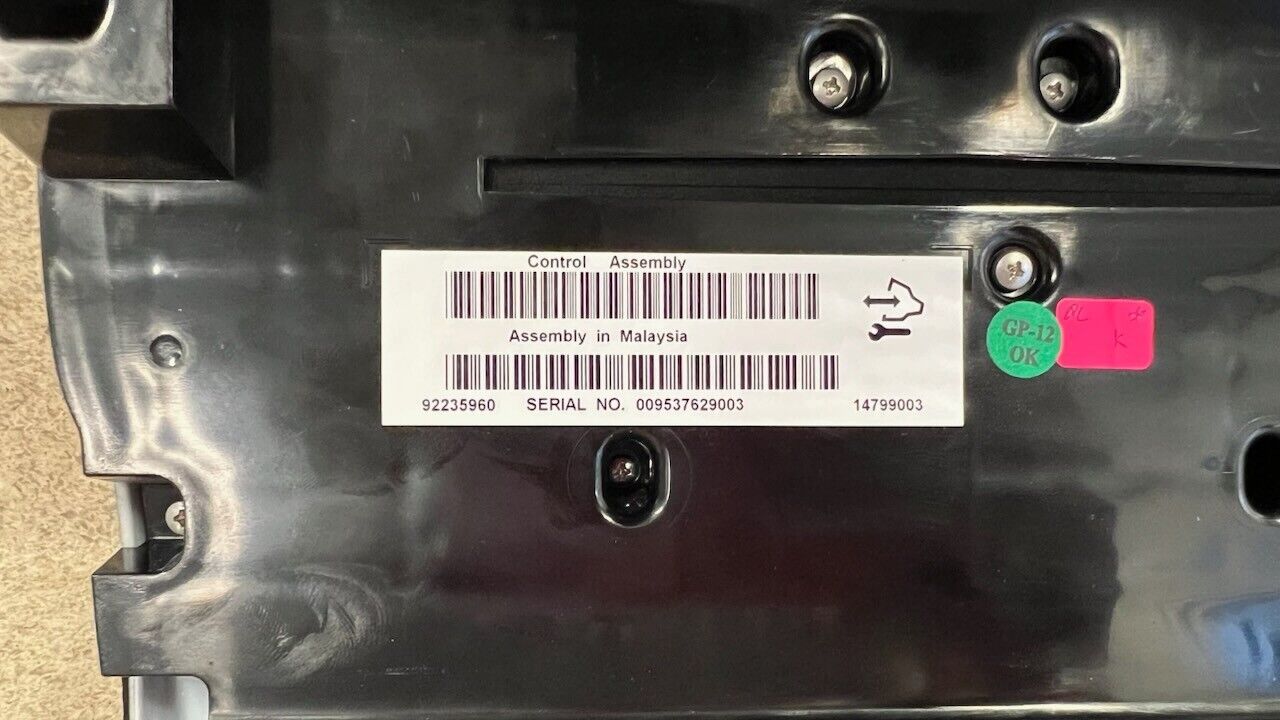 Control Assembly
Assembly in Malaysia
92235960 SERIAL NO. 009537629003 14799003
GP-12
OK
K